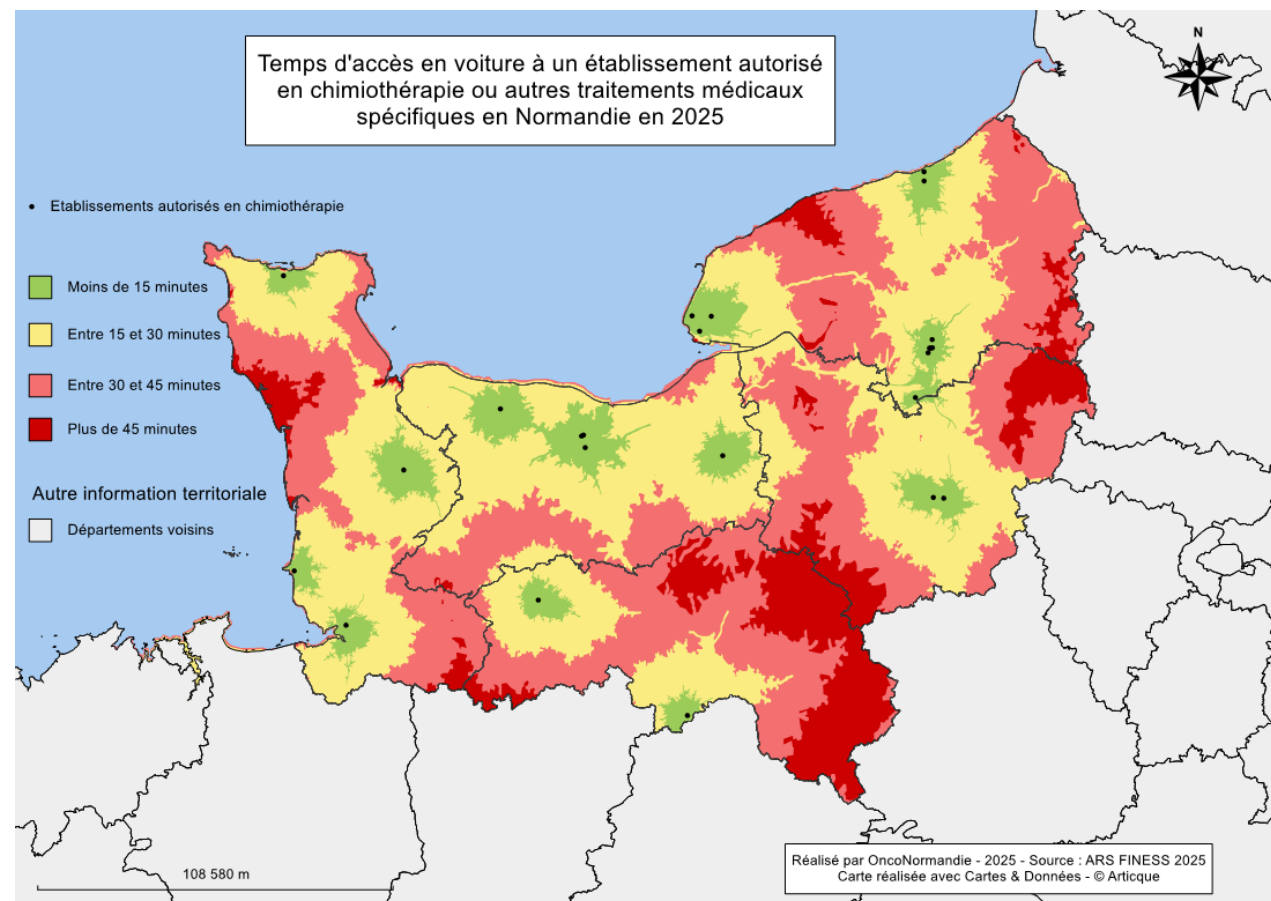 Temps d'accès en voiture à un établissement autorisé
en chimiothérapie ou autres traitements médicaux
spécifiques en Normandie en 2025
N
Etablissements autorisés en chimiothérapie
Moins de 15 minutes
Entre 15 et 30 minutes
Entre 30 et 45 minutes
Plus de 45 minutes
Autre information territoriale
Départements voisins
108 580 m
Réalisé par OncoNormandie - 2025 - Source : ARS FINESS 2025
Carte réalisée avec Cartes & Données - © Articque